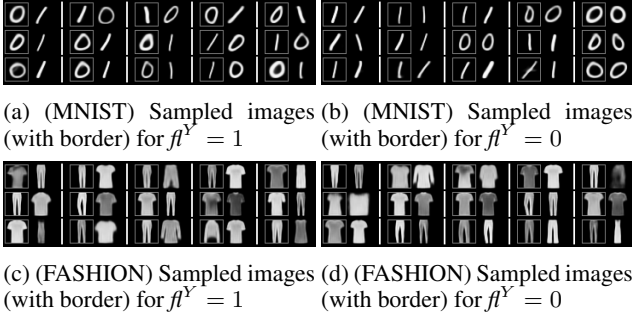 (a) (MNIST) Sampled images
(with border) for fl^Y = 1
(b) (MNIST) Sampled images
(with border) for fl^Y = 0
(c) (FASHION) Sampled images
(with border) for fl^Y = 1
(d) (FASHION) Sampled images
(with border) for fl^Y = 0